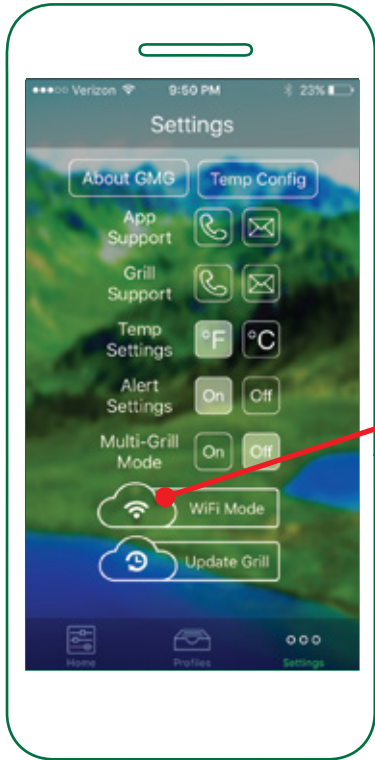 Verizon 9:50 PM 23%
Settings
About GMG Temp Config
App
Support
Grill
Support
Temp
Settings °F °C
Alert
Settings On Off
Multi-Grill
Mode On Off
WiFi Mode
Update Grill
Home Profiles Settings